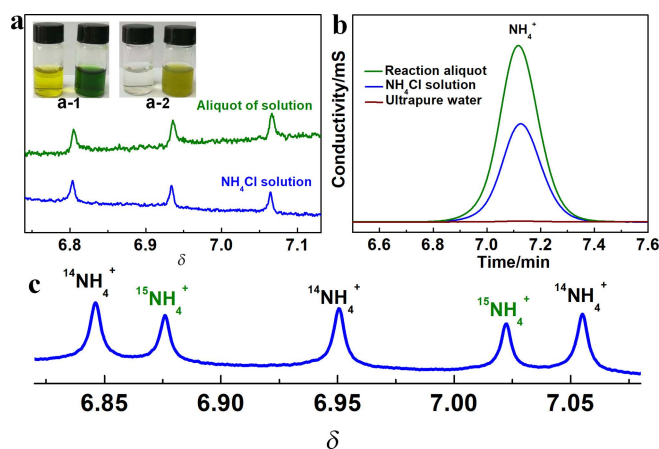 a
a-1 a-2
Aliquot of solution
NH₄Cl solution
6.8 6.9 7.0 7.1
δ
b
NH₄⁺
Reaction aliquot
NH₄Cl solution
Ultrapure water
Conductivity/mS
6.6 6.8 7.0 7.2 7.4 7.6
Time/min
c
¹⁴NH₄⁺ ¹⁵NH₄⁺ ¹⁴NH₄⁺ ¹⁵NH₄⁺ ¹⁴NH₄⁺
6.85 6.90 6.95 7.00 7.05
δ